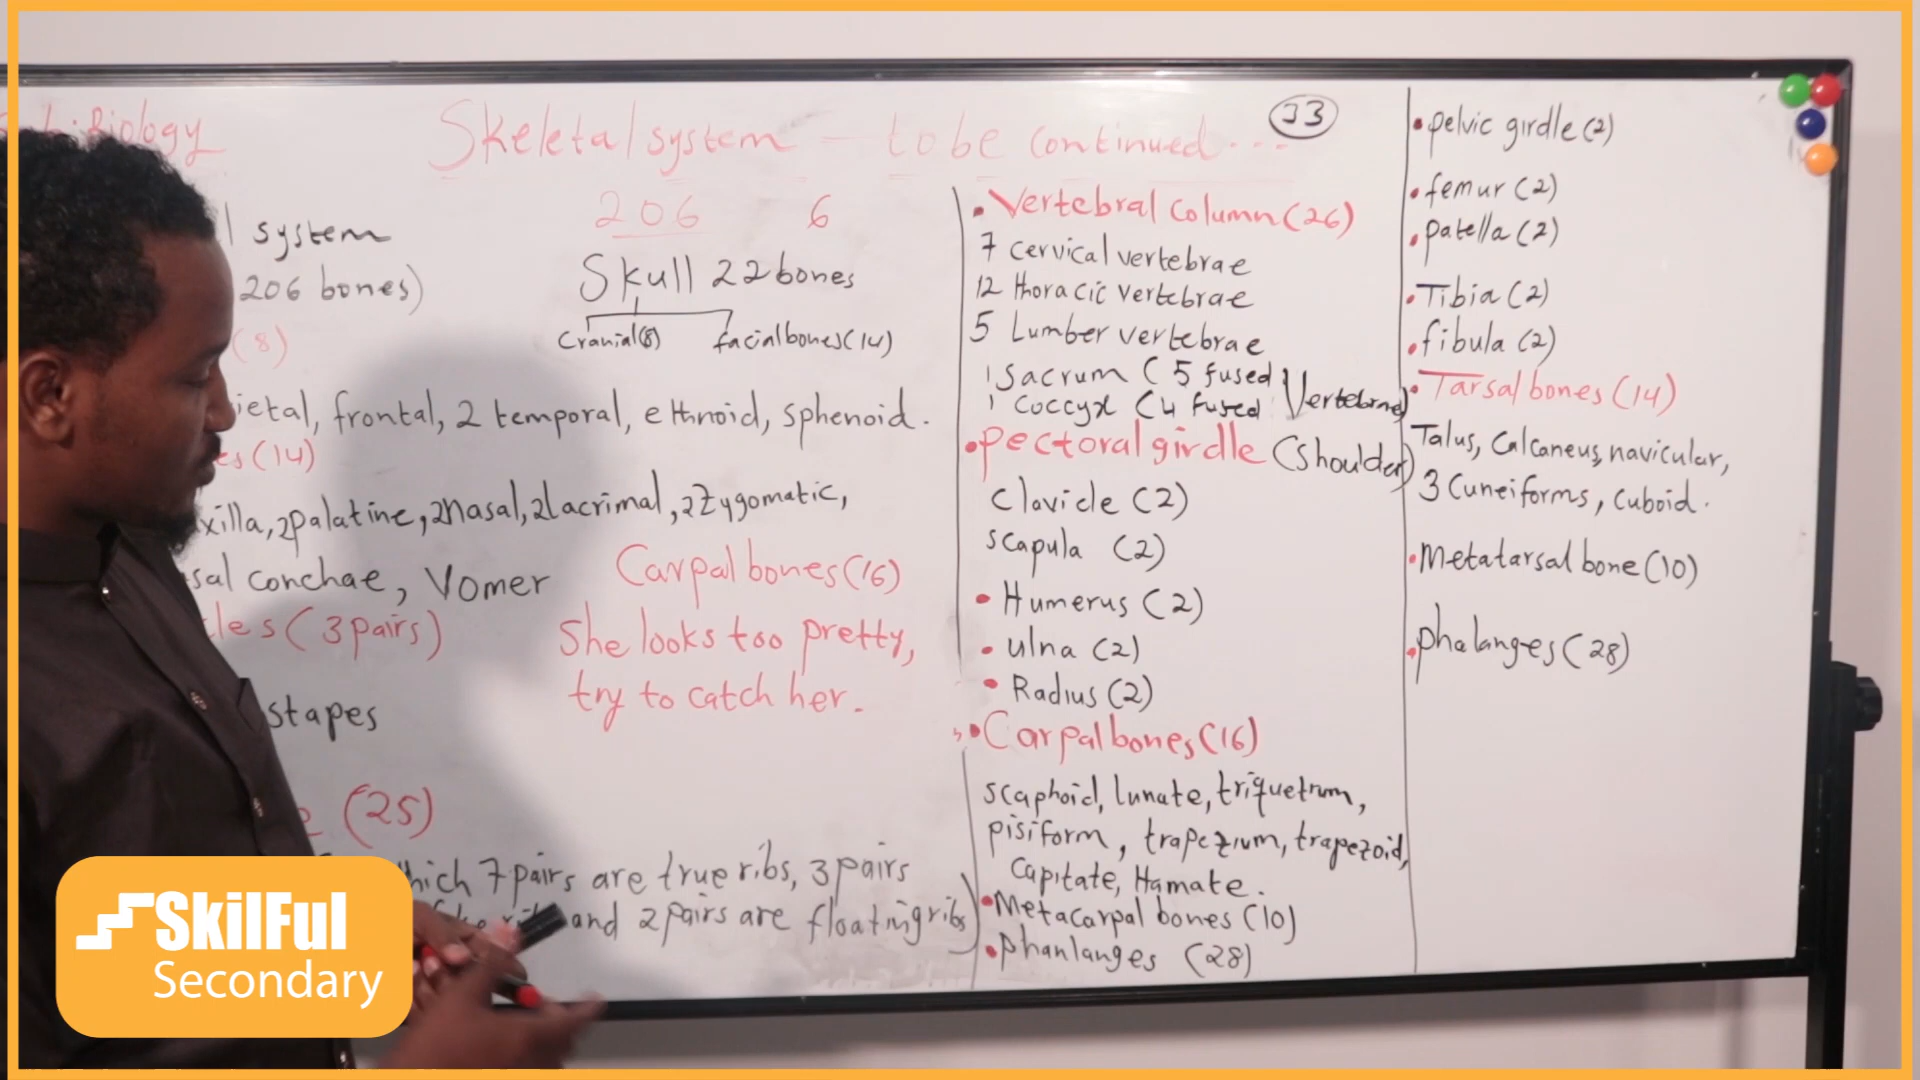 Biology
Skeletal system - to be continued...
33
system
206 bones)
(8)
ietal, frontal, 2 temporal, ethnoid, sphenoid.
es (14)
xilla, 2palatine, 2nasal, 2lacrimal, 2zygomatic,
sal conchae, Vomer
cles (3 pairs)
stapes
(25)
hich 7 pairs are true ribs, 3 pairs
and 2 pairs are floating ribs)
206 6
Skull 22 bones
Cranial(8) facial bones(14)
Carpal bones(16)
She looks too pretty,
try to catch her.
• Vertebral Column(26)
7 cervical vertebrae
12 thoracic vertebrae
5 Lumber vertebrae
1 Sacrum (5 fused
1 Coccyx (4 fused Vertebrae)
• Pectoral girdle (shoulder)
Clavicle (2)
Scapula (2)
• Humerus (2)
• Ulna (2)
• Radius (2)
• Carpal bones(16)
scaphoid, lunate, triquetrum,
pisiform, trapezium, trapezoid,
Capitate, Hamate.
• Metacarpal bones (10)
• Phanlanges (28)
• pelvic girdle (2)
• femur (2)
• patella (2)
• Tibia (2)
• fibula (2)
• Tarsal bones (14)
Talus, Calcaneus, navicular,
3 Cuneiforms, Cuboid.
• Metatarsal bone (10)
• phalanges (28)
SkilFul
Secondary